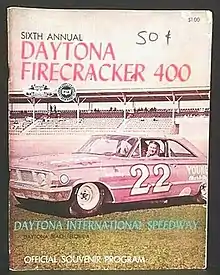 $1.00
50¢
SIXTH ANNUAL
DAYTONA
FIRECRACKER 400
22
DAYTONA INTERNATIONAL SPEEDWAY
OFFICIAL SOUVENIR PROGRAM